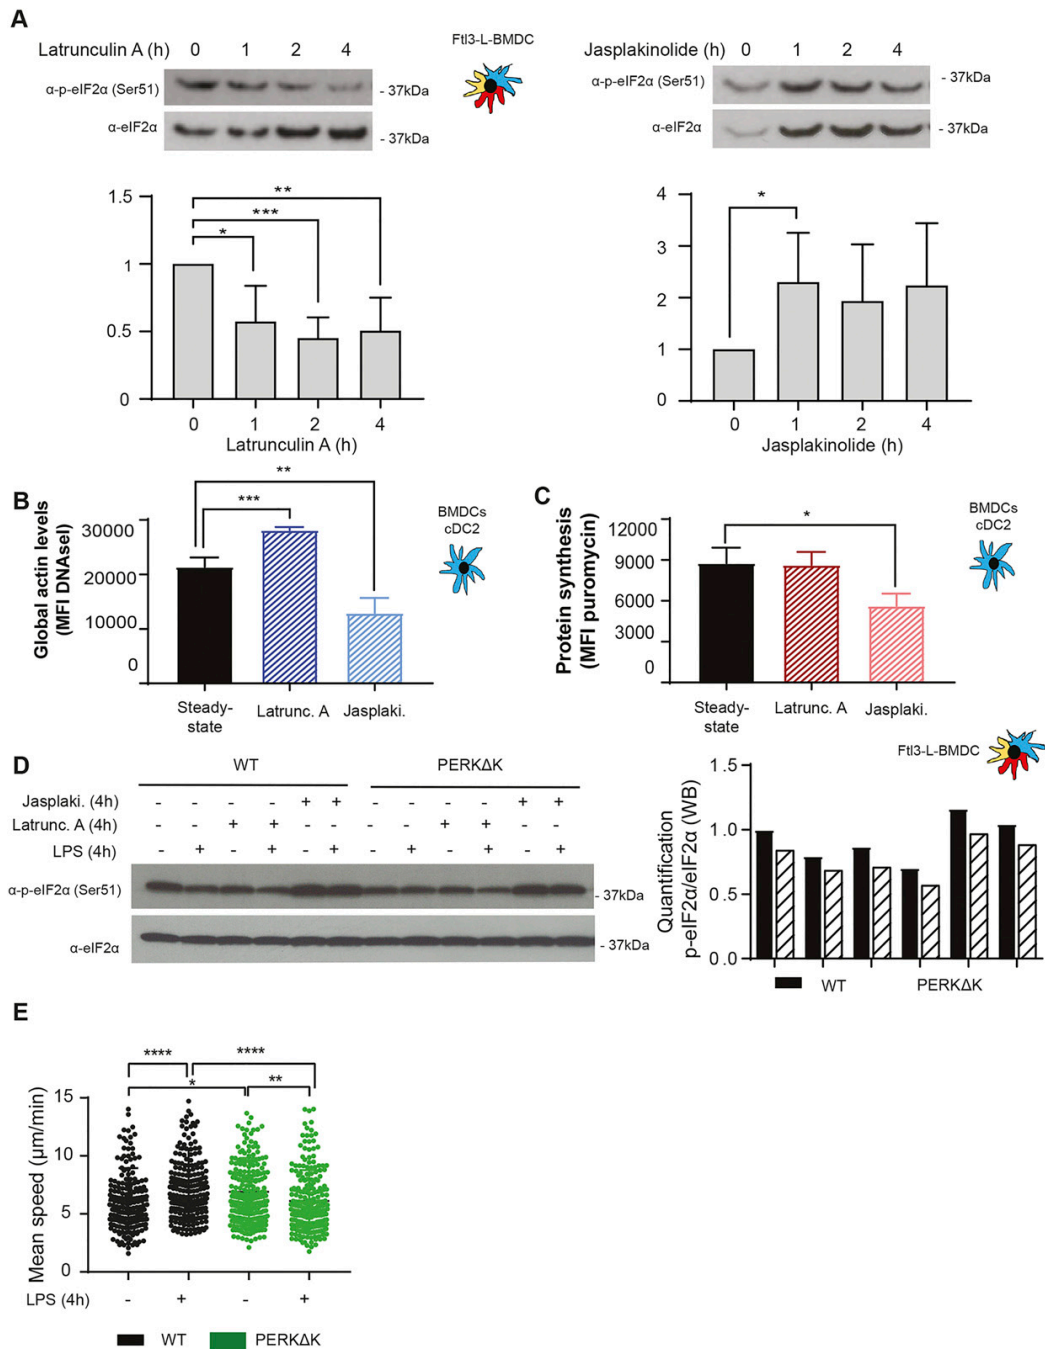 A
Latrunculin A (h) 0 1 2 4
α-p-eIF2α (Ser51)
- 37kDa
α-eIF2α
- 37kDa
Ftl3-L-BMDC
Jasplakinolide (h) 0 1 2 4
α-p-eIF2α (Ser51)
- 37kDa
α-eIF2α
- 37kDa
1.5
1
0.5
0
*
***
**
0 1 2 4
Latrunculin A (h)
4
3
2
1
0
*
0 1 2 4
Jasplakinolide (h)
B
Global actin levels
(MFI DNAseI)
30000
20000
10000
0
***
**
Steady-
state
Latrunc. A
Jasplaki.
BMDCs
cDC2
C
Protein synthesis
(MFI puromycin)
12000
9000
6000
3000
0
*
Steady-
state
Latrunc. A
Jasplaki.
BMDCs
cDC2
D
WT PERKΔK
Jasplaki. (4h) - - - - + + - - - - + +
Latrunc. A (4h) - - + + - - - - + + - -
LPS (4h) - + - + - + - + - + - +
α-p-eIF2α (Ser51)
- 37kDa
α-eIF2α
- 37kDa
Ftl3-L-BMDC
Quantification
p-eIF2α/eIF2α (WB)
1.5
1.0
0.5
0.0
WT PERKΔK
E
Mean speed (µm/min)
15
10
5
0
****
****
*
**
LPS (4h) - + - +
WT PERKΔK